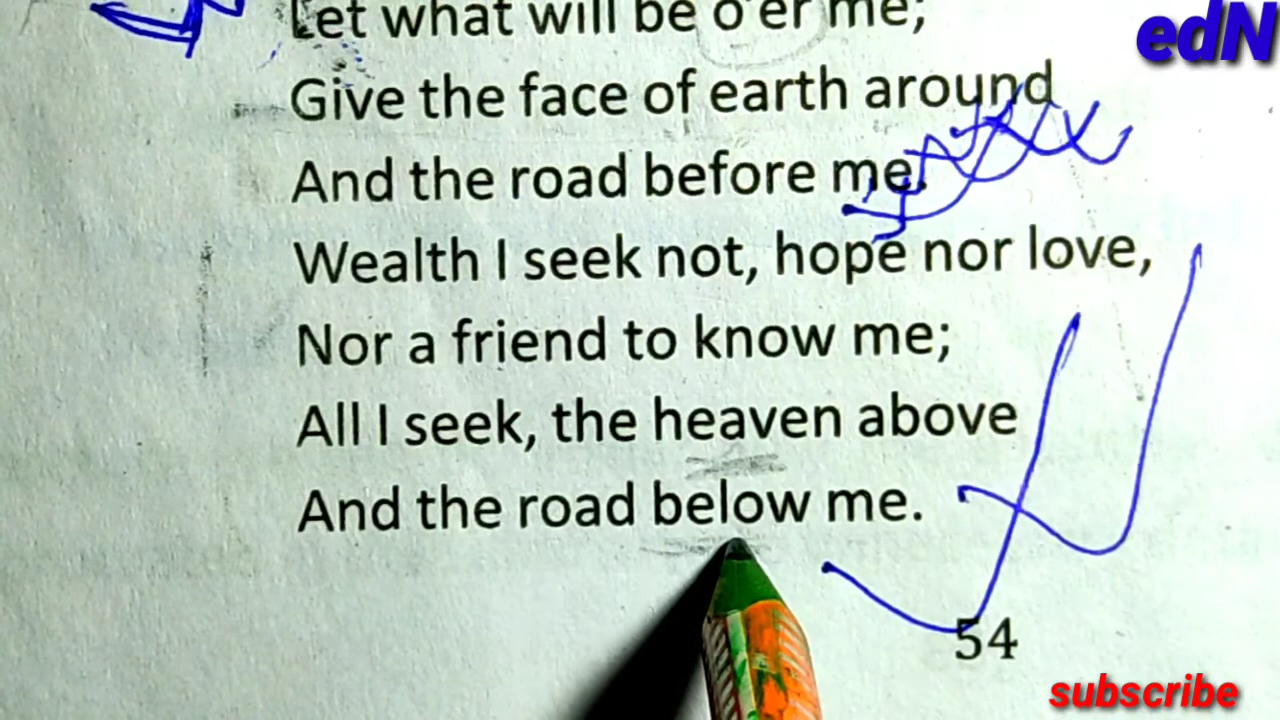 edN
Let what will be o'er me;
Give the face of earth around
And the road before me.
Wealth I seek not, hope nor love,
Nor a friend to know me;
All I seek, the heaven above
And the road below me.
54
subscribe